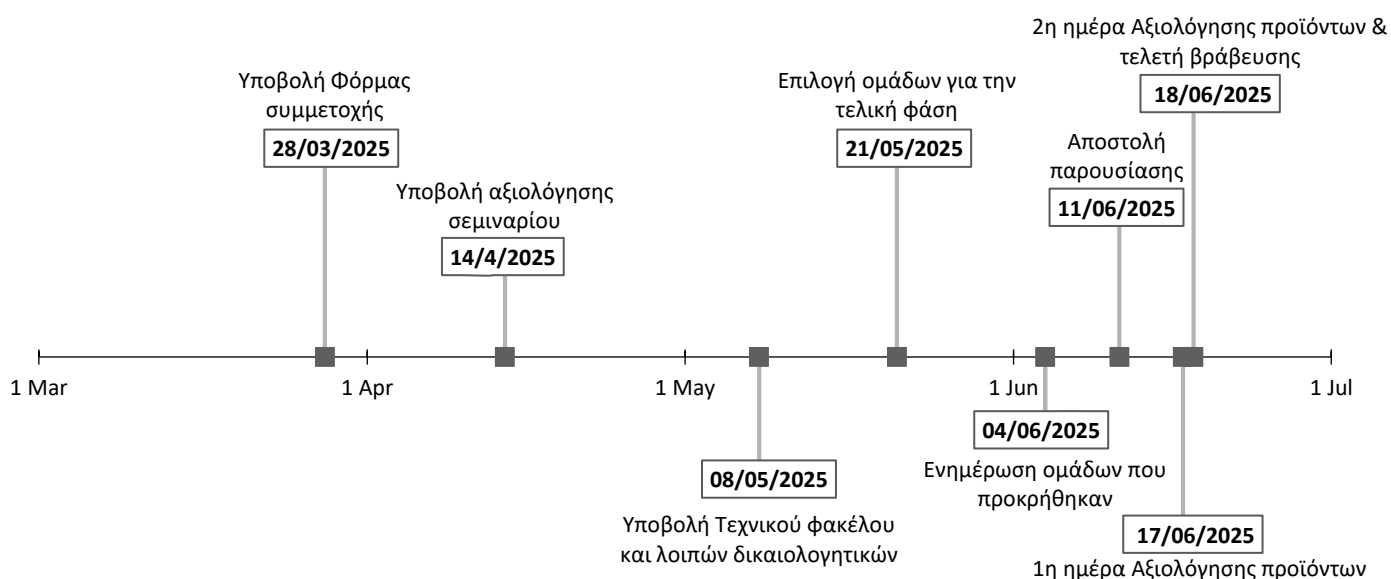 2η ημέρα Αξιολόγησης προϊόντων &
τελετή βράβευσης
18/06/2025
Υποβολή Φόρμας
συμμετοχής
28/03/2025
Επιλογή ομάδων για την
τελική φάση
21/05/2025
Αποστολή
παρουσίασης
11/06/2025
Υποβολή αξιολόγησης
σεμιναρίου
14/4/2025
1 Mar
1 Apr
1 May
1 Jun
1 Jul
04/06/2025
Ενημέρωση ομάδων που
προκρήθηκαν
08/05/2025
Υποβολή Τεχνικού φακέλου
και λοιπών δικαιολογητικών
17/06/2025
1η ημέρα Αξιολόγησης προϊόντων